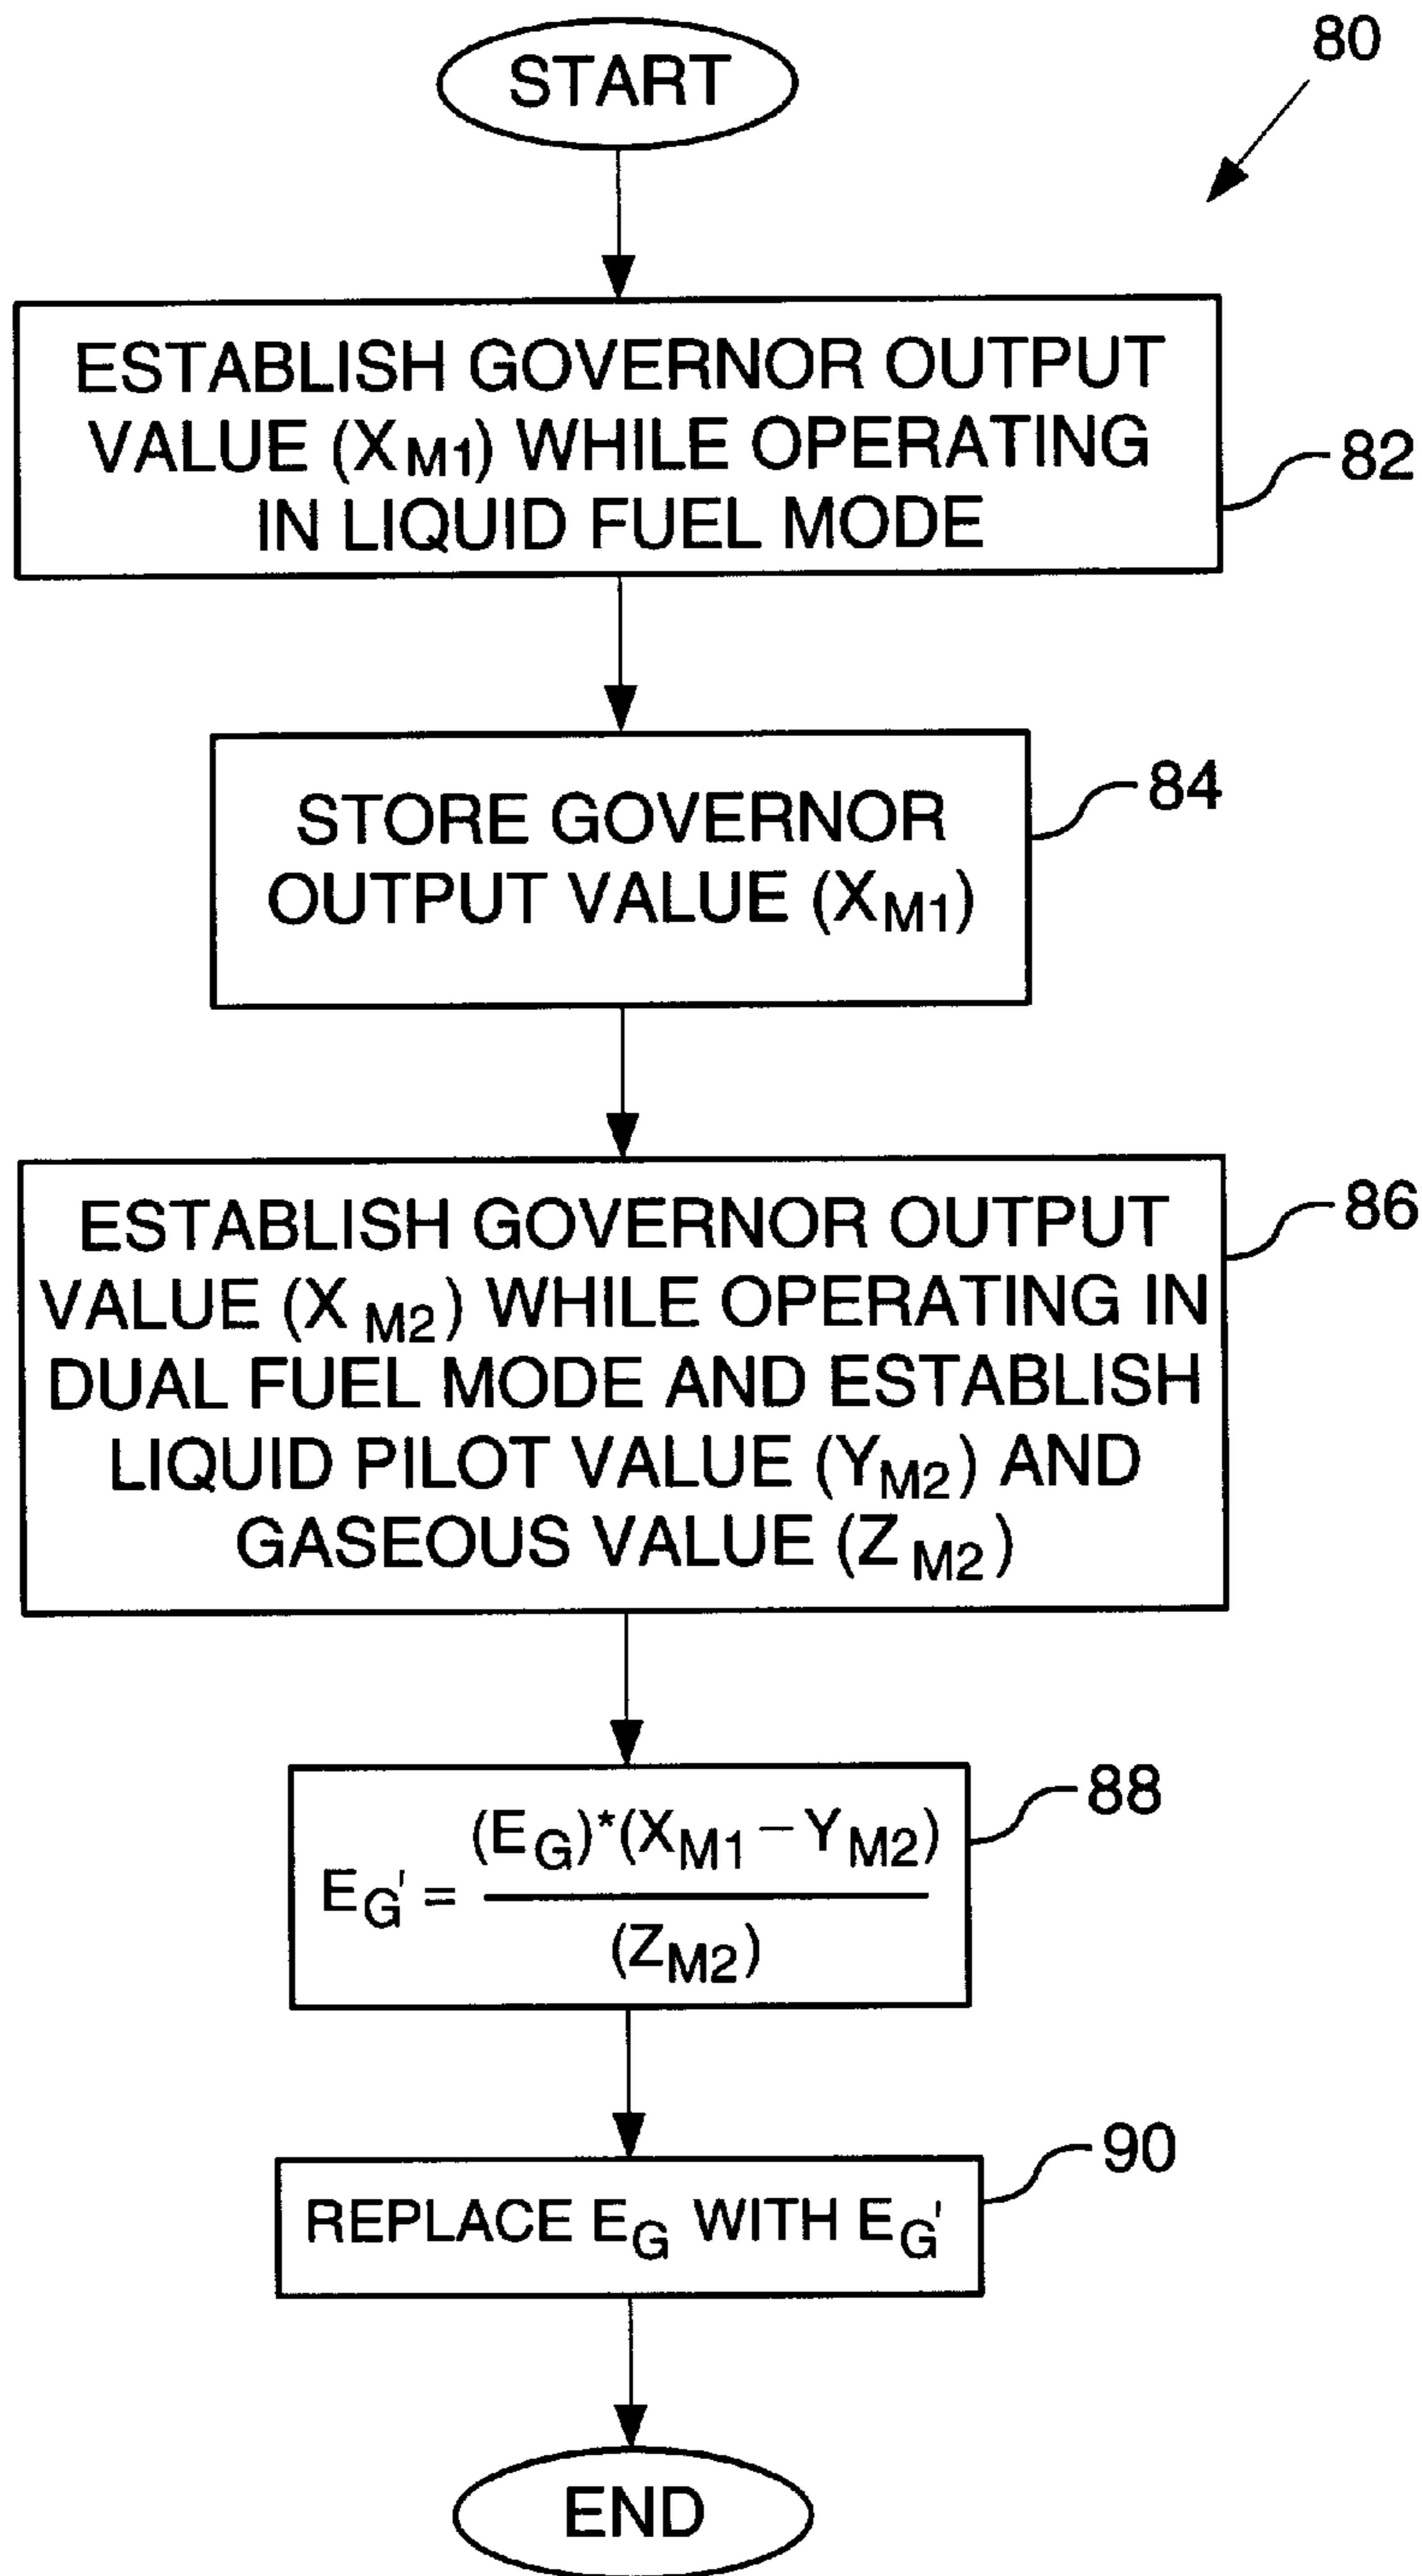 START
80
ESTABLISH GOVERNOR OUTPUT
VALUE (XM1) WHILE OPERATING
IN LIQUID FUEL MODE
82
STORE GOVERNOR
OUTPUT VALUE (XM1)
84
ESTABLISH GOVERNOR OUTPUT
VALUE (XM2) WHILE OPERATING IN
DUAL FUEL MODE AND ESTABLISH
LIQUID PILOT VALUE (YM2) AND
GASEOUS VALUE (ZM2)
86
EG' = (EG)*(XM1 – YM2)
(ZM2)
88
REPLACE EG WITH EG'
90
END